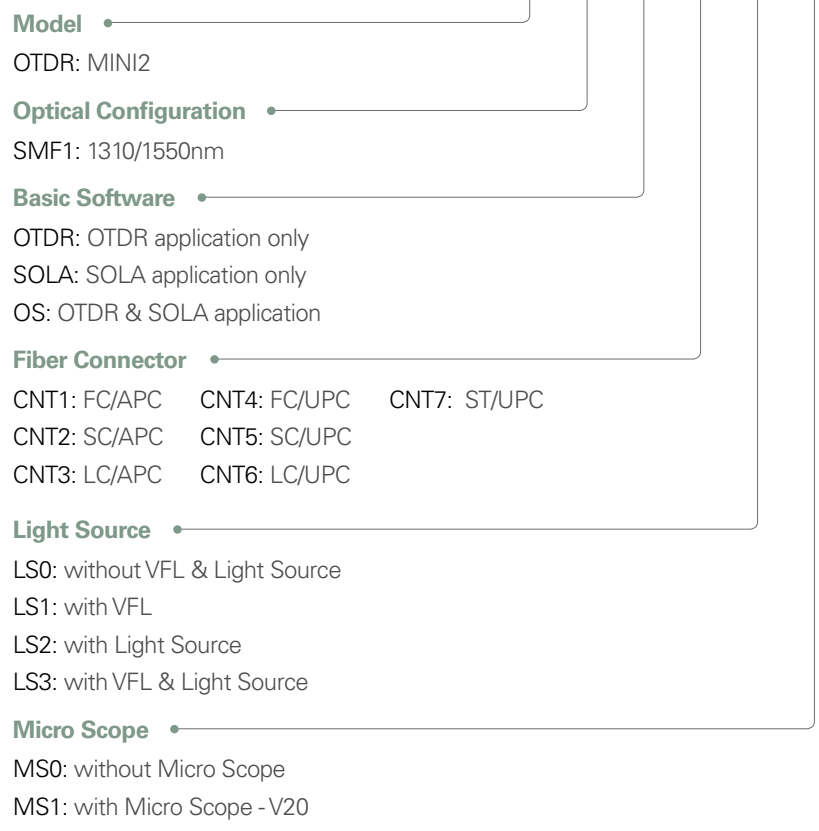 Model
OTDR: MINI2
Optical Configuration
SMF1: 1310/1550nm
Basic Software
OTDR: OTDR application only
SOLA: SOLA application only
OS: OTDR & SOLA application
Fiber Connector
CNT1: FC/APC CNT4: FC/UPC CNT7: ST/UPC
CNT2: SC/APC CNT5: SC/UPC
CNT3: LC/APC CNT6: LC/UPC
Light Source
LS0: without VFL & Light Source
LS1: with VFL
LS2: with Light Source
LS3: with VFL & Light Source
Micro Scope
MS0: without Micro Scope
MS1: with Micro Scope - V20